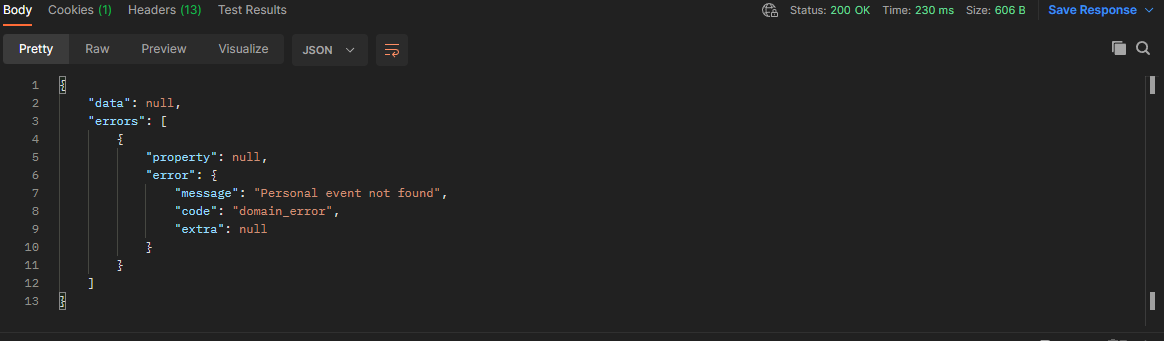 Body Cookies (1) Headers (13) Test Results Status: 200 OK Time: 230 ms Size: 606 B Save Response
Pretty Raw Preview Visualize JSON
1 {
2 "data": null,
3 "errors": [
4 {
5 "property": null,
6 "error": {
7 "message": "Personal event not found",
8 "code": "domain_error",
9 "extra": null
10 }
11 }
12 ]
13 }